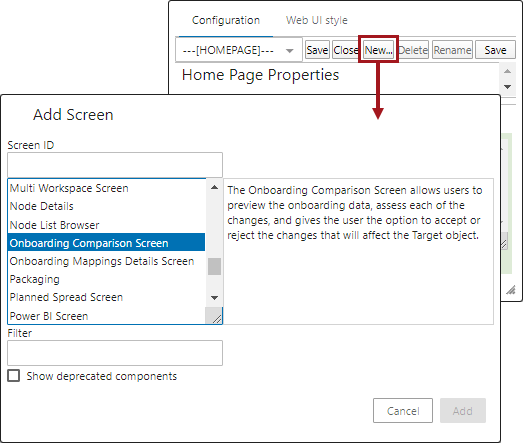 Configuration Web UI style
---[HOMEPAGE]--- Save Close New... Delete Rename Save
Home Page Properties
Add Screen
Screen ID
Multi Workspace Screen
Node Details
Node List Browser
Onboarding Comparison Screen
Onboarding Mappings Details Screen
Packaging
Planned Spread Screen
Power BI Screen
The Onboarding Comparison Screen allows users to
preview the onboarding data, assess each of the
changes, and gives the user the option to accept or
reject the changes that will affect the Target object.
Filter
Show deprecated components
Cancel Add